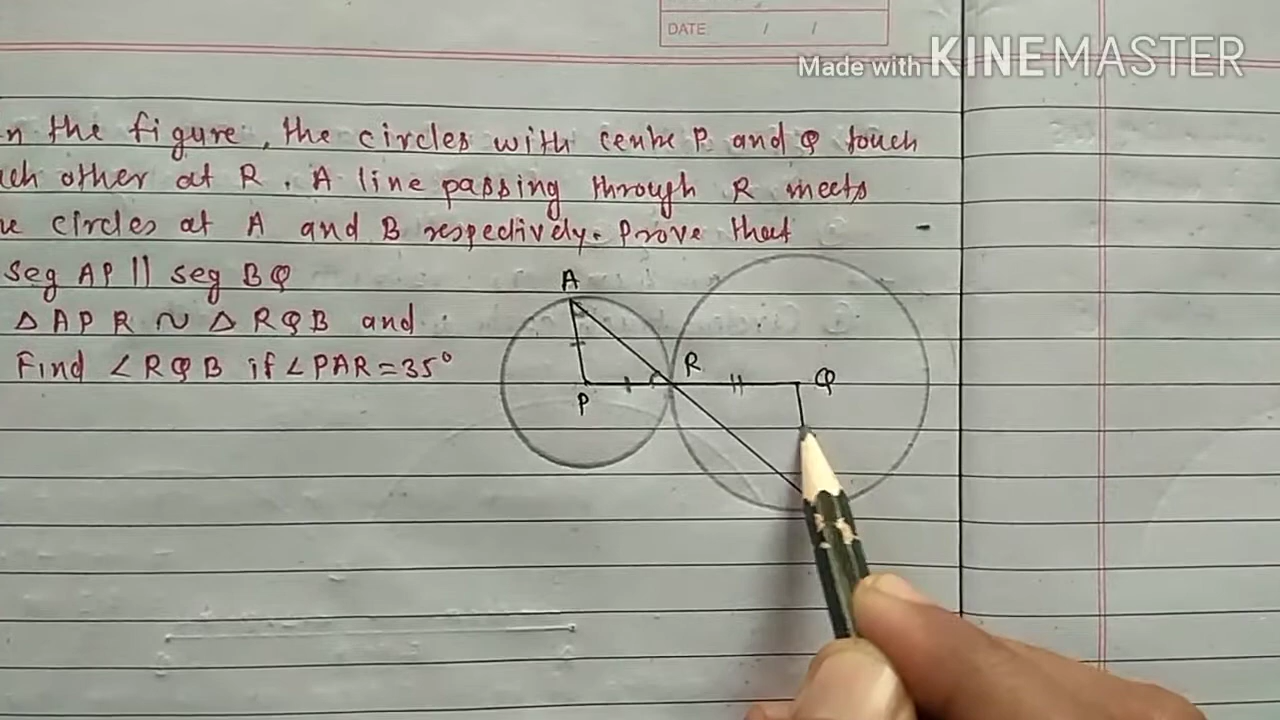 DATE: / /
Made with KINEMASTER
n the figure, the circles with centre P and Q touch
ch other at R. A line passing through R meets
e circles at A and B respectively. Prove that
seg AP || seg BQ
Δ APR ~ Δ RQB and
Find ∠RQB if ∠PAR = 35°
A
R
Q
P